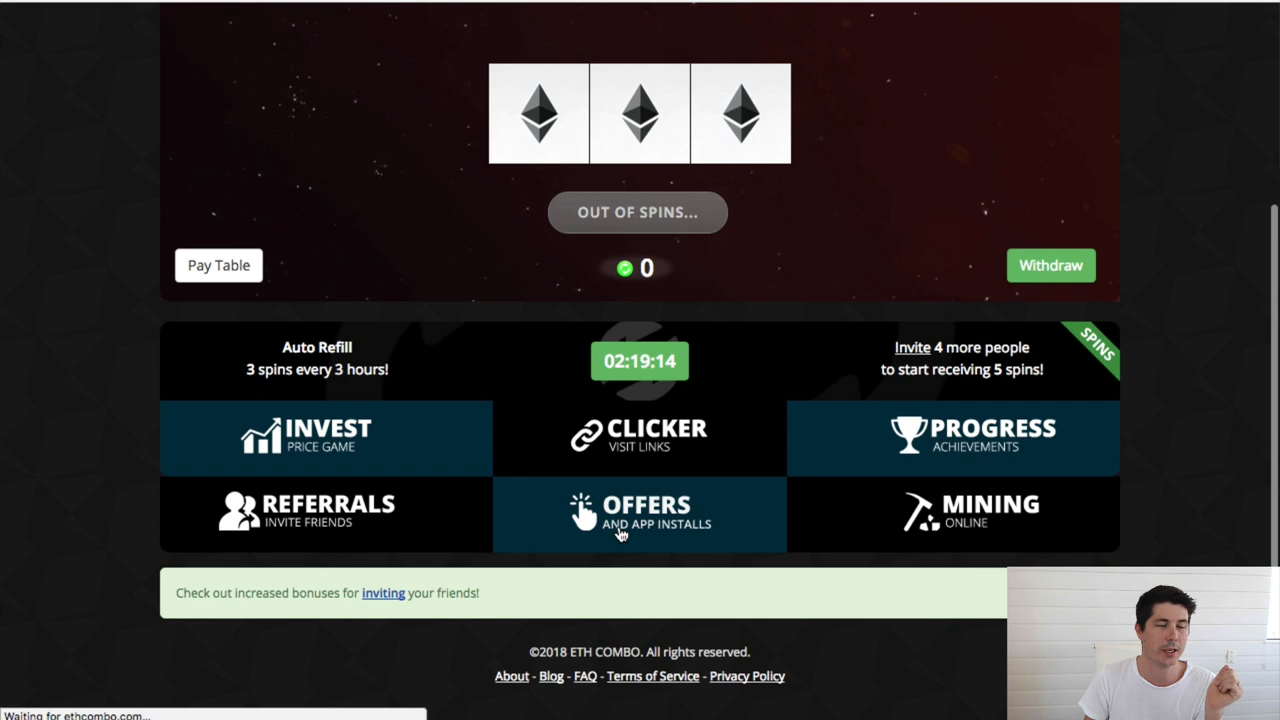 OUT OF SPINS...
Pay Table
0
Withdraw
Auto Refill
3 spins every 3 hours!
02:19:14
Invite 4 more people
to start receiving 5 spins!
SPINS
INVEST
PRICE GAME
CLICKER
VISIT LINKS
PROGRESS
ACHIEVEMENTS
REFERRALS
INVITE FRIENDS
OFFERS
AND APP INSTALLS
MINING
ONLINE
Check out increased bonuses for inviting your friends!
©2018 ETH COMBO. All rights reserved.
About - Blog - FAQ - Terms of Service - Privacy Policy
Waiting for ethcombo.com...